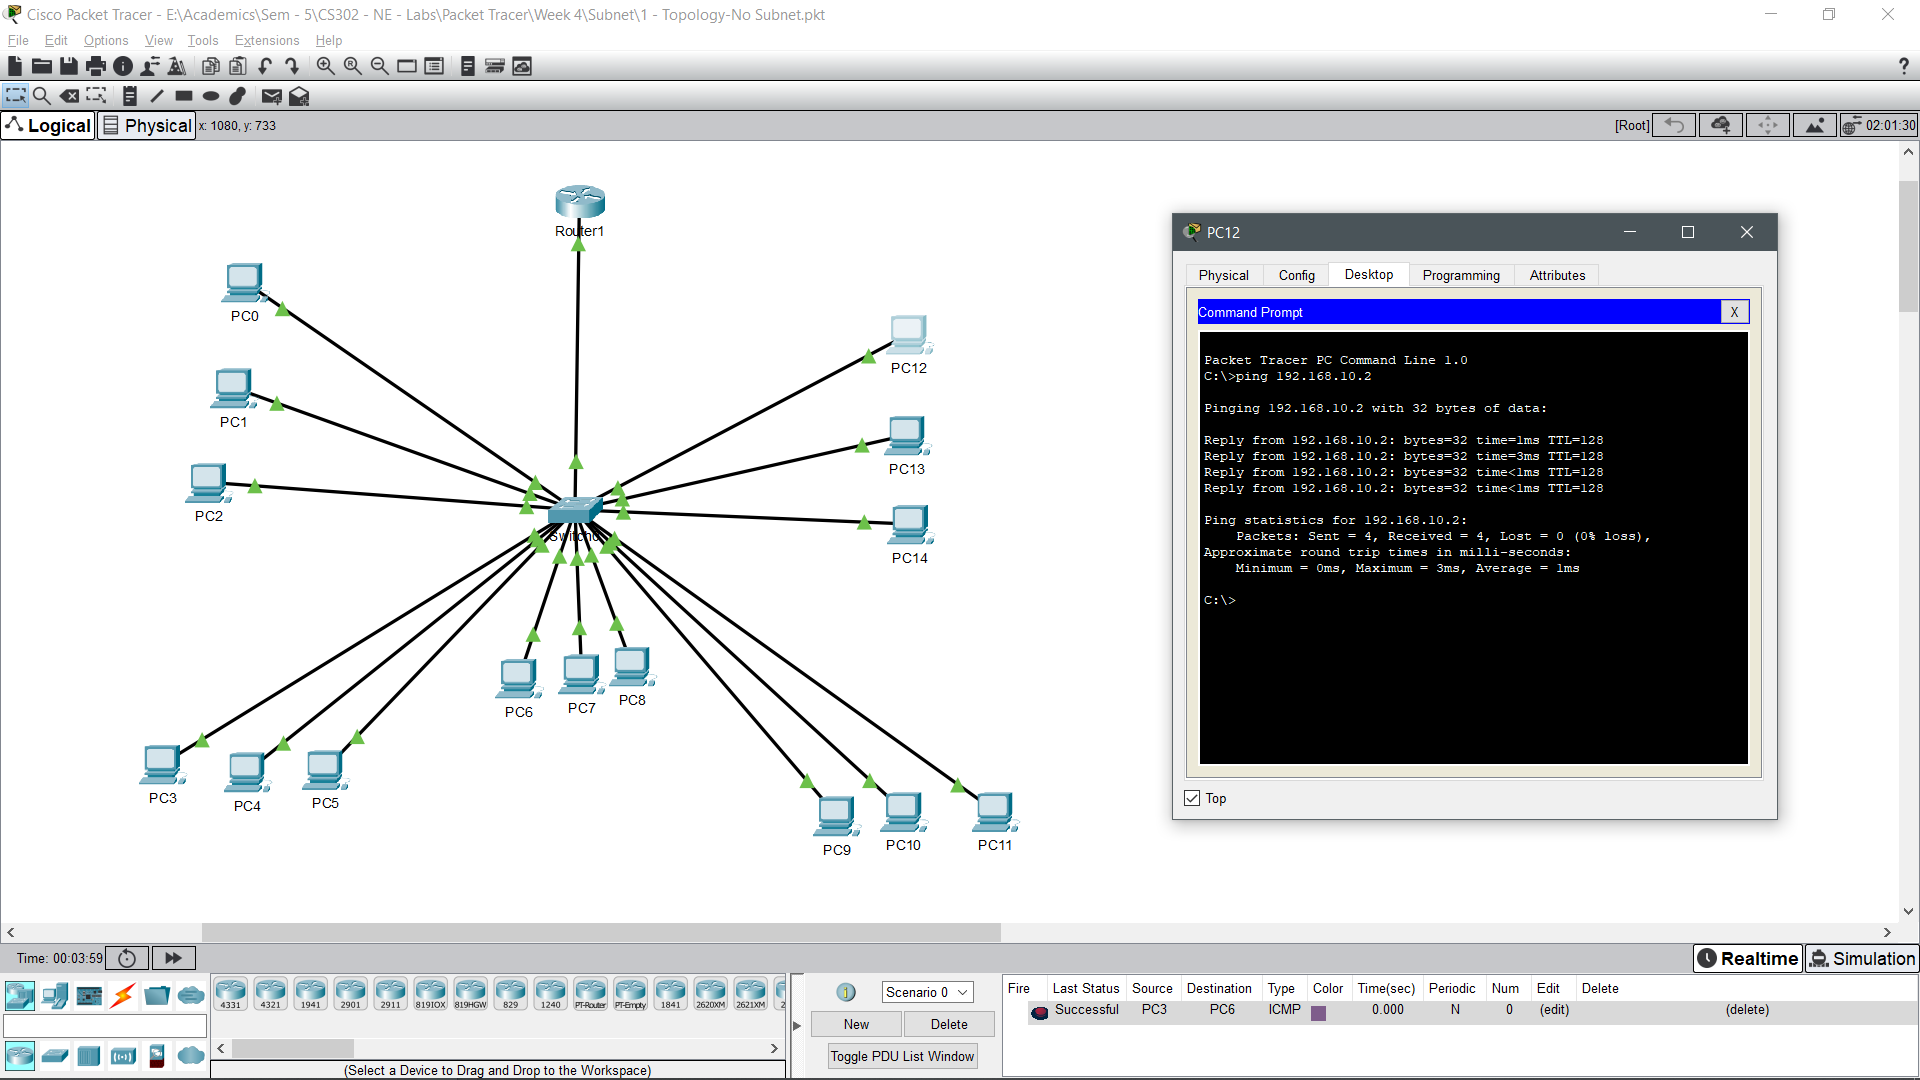 Cisco Packet Tracer - E:\Academics\Sem - 5\CS302 - NE - Labs\Packet Tracer\Week 4\Subnet\1 - Topology-No Subnet.pkt
File Edit Options View Tools Extensions Help
?
Logical Physical x: 1080, y: 733 [Root] 02:01:30
Router1
PC0
PC1
PC2
PC12
PC13
PC14
Switch0
PC6
PC7
PC8
PC3
PC4
PC5
PC9
PC10
PC11
PC12
Physical Config Desktop Programming Attributes
Command Prompt X
Packet Tracer PC Command Line 1.0
C:\>ping 192.168.10.2
Pinging 192.168.10.2 with 32 bytes of data:
Reply from 192.168.10.2: bytes=32 time=1ms TTL=128
Reply from 192.168.10.2: bytes=32 time=3ms TTL=128
Reply from 192.168.10.2: bytes=32 time<1ms TTL=128
Reply from 192.168.10.2: bytes=32 time<1ms TTL=128
Ping statistics for 192.168.10.2:
Packets: Sent = 4, Received = 4, Lost = 0 (0% loss),
Approximate round trip times in milli-seconds:
Minimum = 0ms, Maximum = 3ms, Average = 1ms
C:\>
Top
Time: 00:03:59 Realtime Simulation
4331 4321 1941 2901 2911 819IOX 819HGW 829 1240 PT-Router PT-Empty 1841 2620XM 2621XM 2
(Select a Device to Drag and Drop to the Workspace)
1 Scenario 0
New Delete
Toggle PDU List Window
Fire Last Status Source Destination Type Color Time(sec) Periodic Num Edit Delete
Successful PC3 PC6 ICMP 0.000 N 0 (edit) (delete)